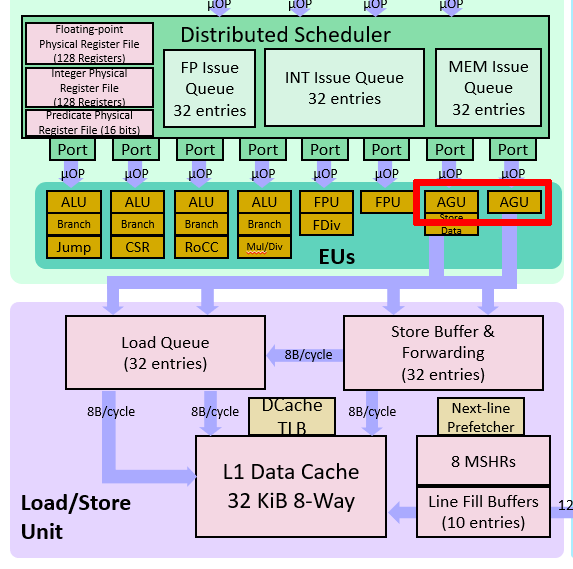 μOP μOP μOP μOP
Distributed Scheduler
Floating-point
Physical Register File
(128 Registers)
Integer Physical
Register File
(128 Registers)
Predicate Physical
Register File (16 bits)
FP Issue
Queue
32 entries
INT Issue Queue
32 entries
MEM Issue
Queue
32 entries
Port Port Port Port Port Port Port Port
μOP μOP μOP μOP μOP μOP μOP μOP
ALU ALU ALU ALU FPU FPU AGU AGU
Branch Branch Branch Branch FDiv Store
Data
Jump CSR RoCC Mul/Div
EUs
Load Queue
(32 entries)
8B/cycle
Store Buffer &
Forwarding
(32 entries)
8B/cycle 8B/cycle 8B/cycle
DCache
TLB
Next-line
Prefetcher
L1 Data Cache
32 KiB 8-Way
8 MSHRs
Line Fill Buffers
(10 entries)
12
Load/Store
Unit